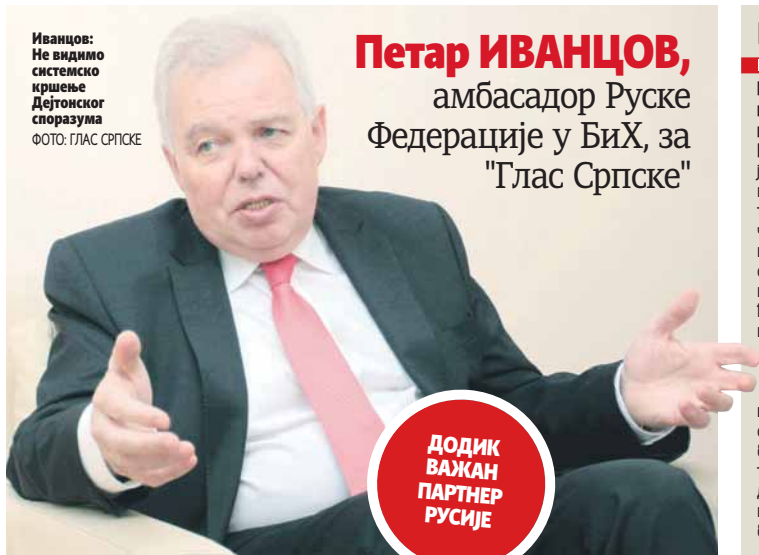 Иванцов:
Не видимо
системско
кршење
Дејтонског
споразума
ФОТО: ГЛАС СРПСКЕ
Петар ИВАНЦОВ,
амбасадор Руске
Федерације у БиХ, за
"Глас Српске"
ДОДИК
ВАЖАН
ПАРТНЕР
РУСИЈЕ